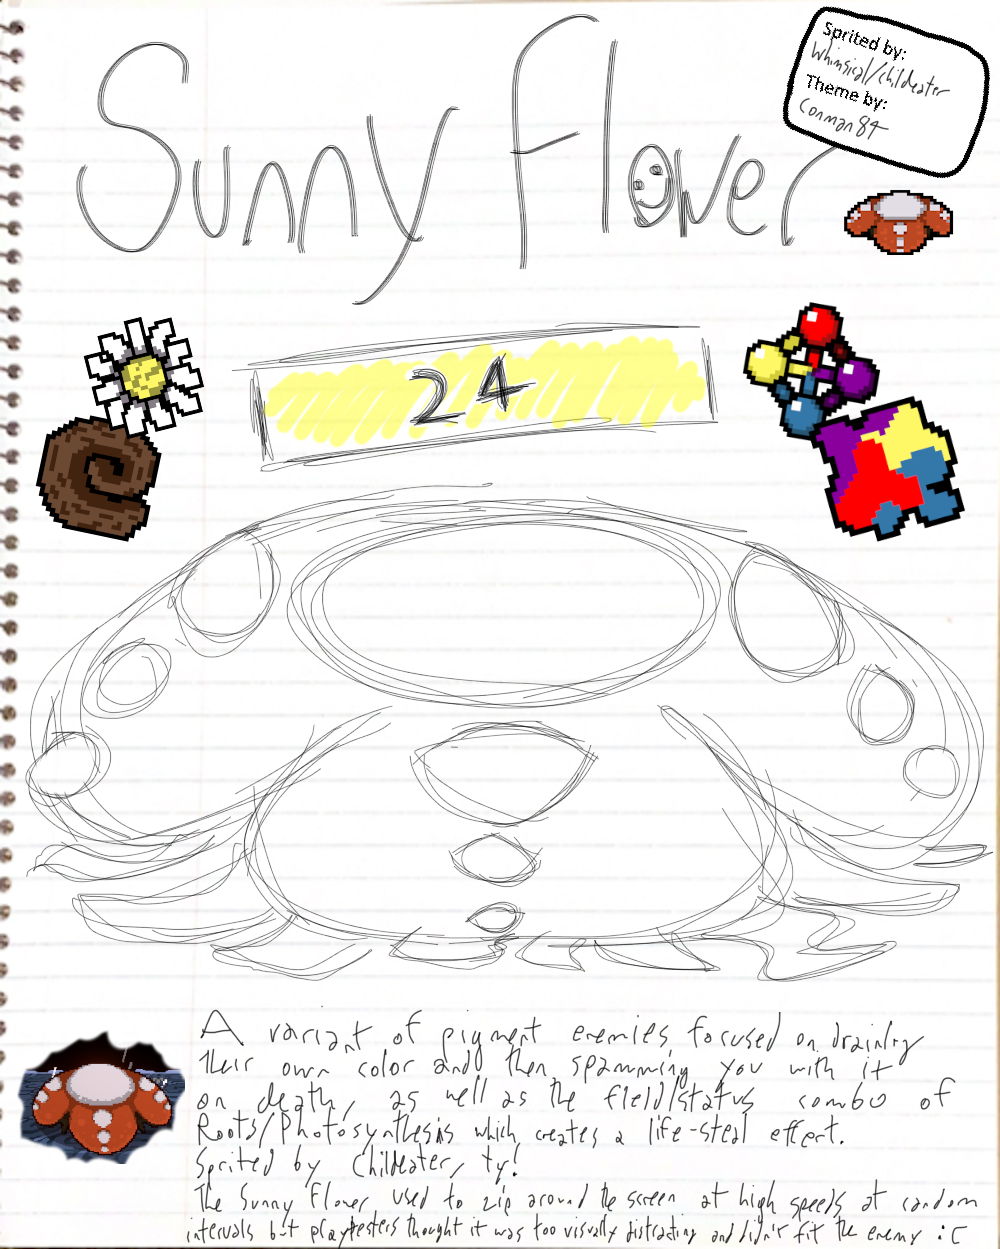 Sunny Flower
Sprited by:
Whimsical/Childeater
Theme by:
Conman84
24
A variant of pigment enemies focused on draining
their own color and then spamming you with it
on death, as well as the field/status combo of
Roots/Photosynthesis which creates a life-steal effect.
Sprited by Childeater, ty!
The Sunny Flower used to zip around the screen at high speeds at random
intervals but playtesters thought it was too visually distracting and didn't fit the enemy :C